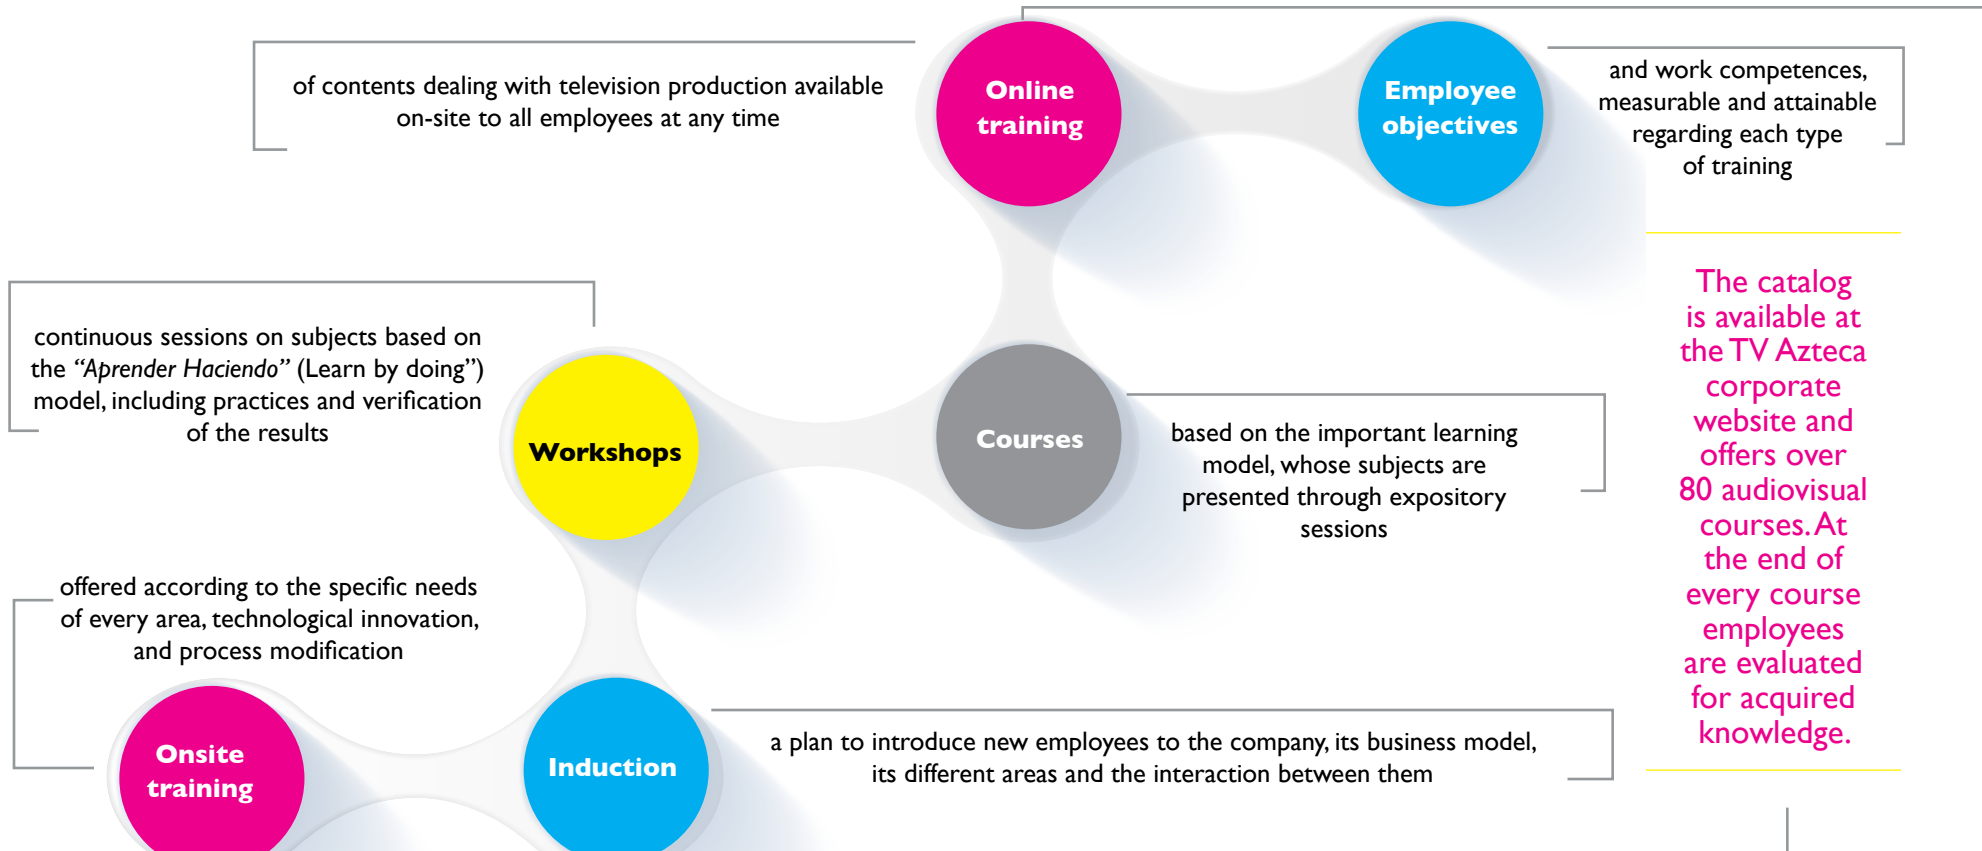 of contents dealing with television production available
on-site to all employees at any time
Online
training
Employee
objectives
and work competences,
measurable and attainable
regarding each type
of training
continuous sessions on subjects based on
the “Aprender Haciendo” (Learn by doing”)
model, including practices and verification
of the results
Workshops
Courses
based on the important learning
model, whose subjects are
presented through expository
sessions
The catalog
is available at
the TV Azteca
corporate
website and
offers over
80 audiovisual
courses. At
the end of
every course
employees
are evaluated
for acquired
knowledge.
offered according to the specific needs
of every area, technological innovation,
and process modification
Onsite
training
Induction
a plan to introduce new employees to the company, its business model,
its different areas and the interaction between them